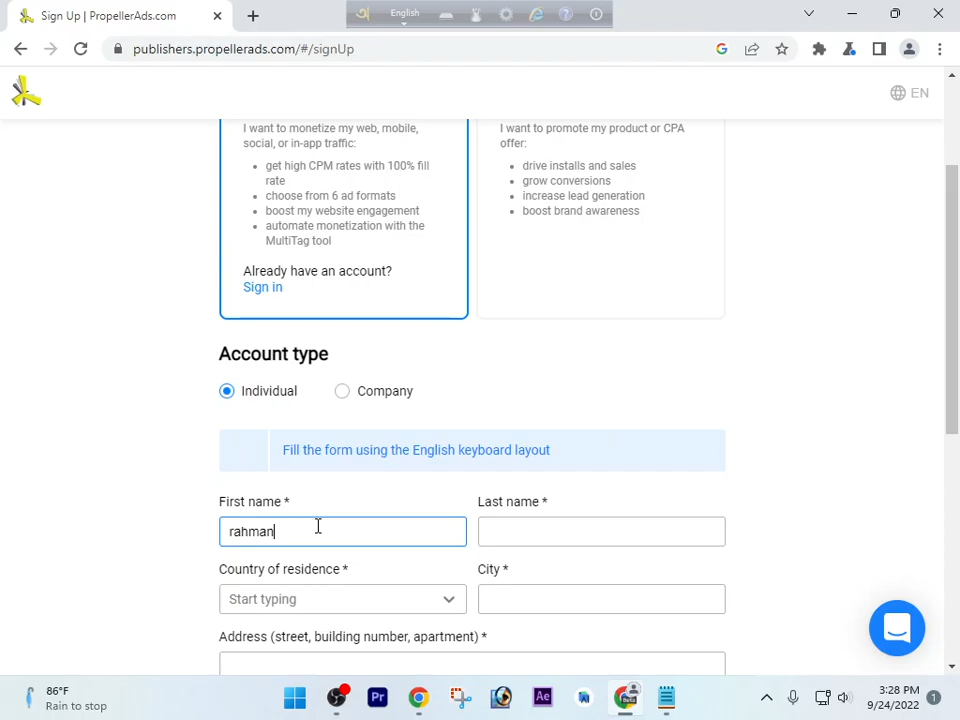 Sign Up | PropellerAds.com
English
publishers.propellerads.com/#/signUp
EN
I want to monetize my web, mobile,
social, or in-app traffic:
get high CPM rates with 100% fill
rate
choose from 6 ad formats
boost my website engagement
automate monetization with the
MultiTag tool
Already have an account?
Sign in
I want to promote my product or CPA
offer:
drive installs and sales
grow conversions
increase lead generation
boost brand awareness
Account type
Individual
Company
Fill the form using the English keyboard layout
First name *
Last name *
rahman
Country of residence *
City *
Start typing
Address (street, building number, apartment) *
86°F
Rain to stop
Pr
Ae
3:28 PM
9/24/2022
1